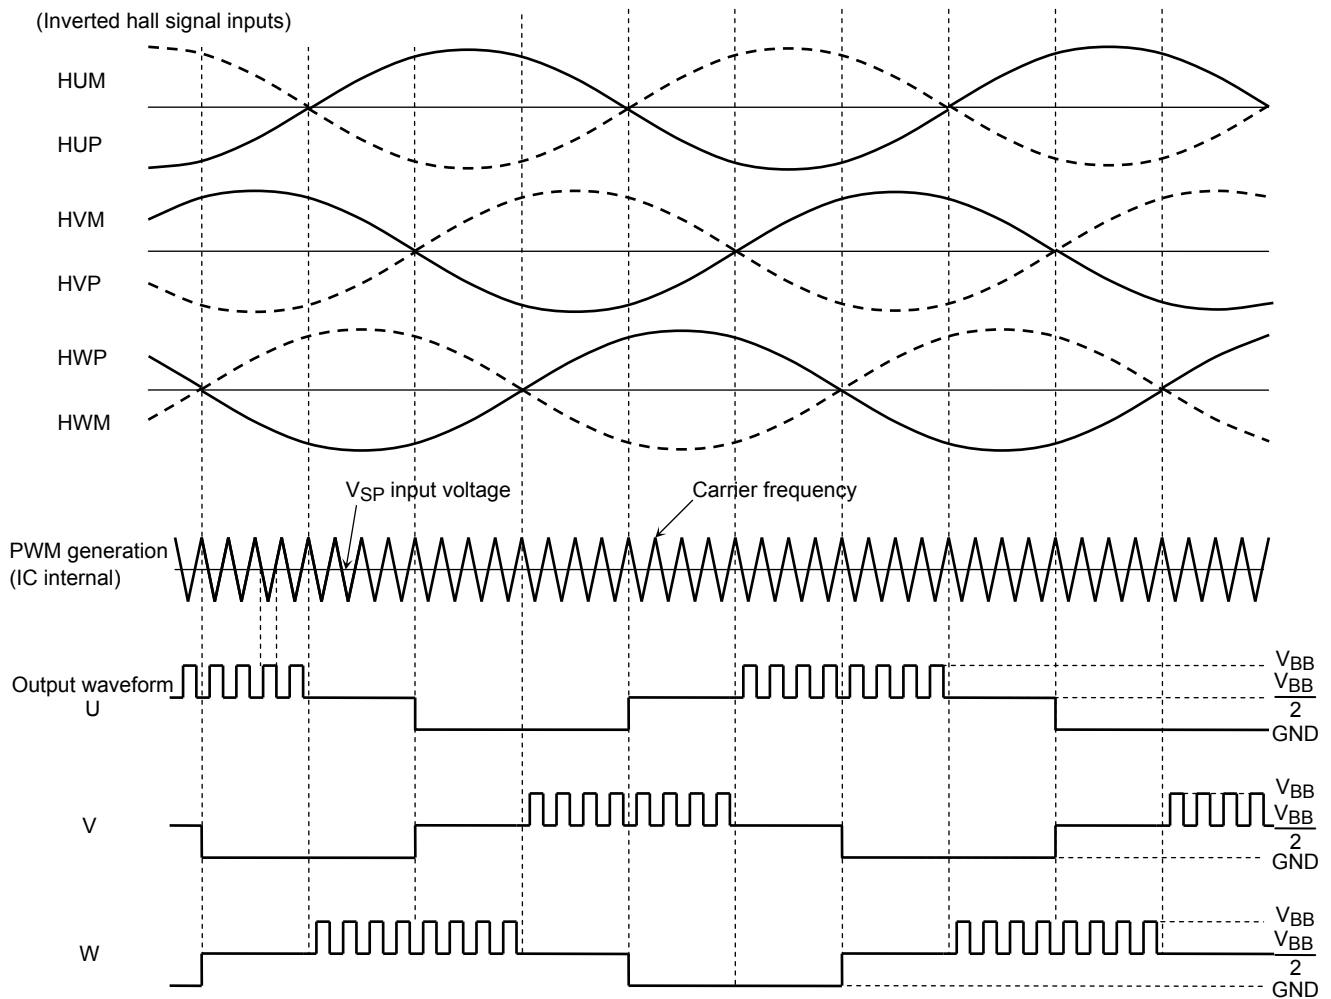 (Inverted hall signal inputs)
HUM
HUP
HVM
HVP
HWP
HWM
VSP input voltage
Carrier frequency
PWM generation
(IC internal)
Output waveform
U
VBB
VBB
2
GND
V
VBB
VBB
2
GND
W
VBB
VBB
2
GND